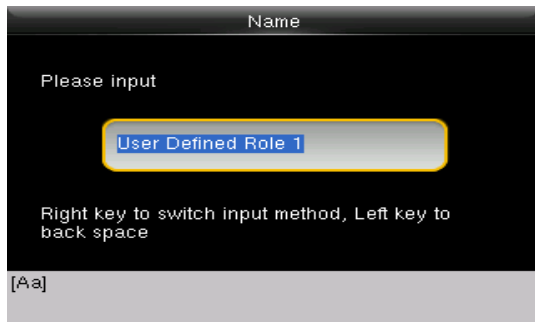 Name
Please input
User Defined Role 1
Right key to switch input method, Left key to
back space
[Aa]